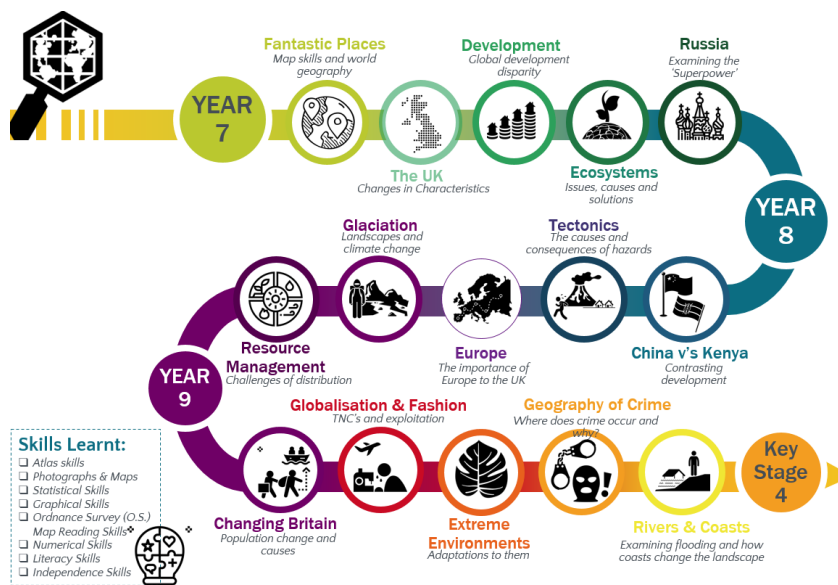 YEAR
7
Fantastic Places
Map skills and world
geography
The UK
Changes in Characteristics
Development
Global development
disparity
Ecosystems
Issues, causes and
solutions
Russia
Examining the
'Superpower'
YEAR
8
China v's Kenya
Contrasting
development
Tectonics
The causes and
consequences of hazards
Europe
The importance of
Europe to the UK
Glaciation
Landscapes and
climate change
Resource
Management
Challenges of distribution
YEAR
9
Changing Britain
Population change and
causes
Globalisation & Fashion
TNC's and exploitation
Extreme
Environments
Adaptations to them
Geography of Crime
Where does crime occur and
why?
Rivers & Coasts
Examining flooding and how
coasts change the landscape
Key
Stage
4
Skills Learnt:
Atlas skills
Photographs & Maps
Statistical Skills
Graphical Skills
Ordnance Survey (O.S.)
Map Reading Skills
Numerical Skills
Literacy Skills
Independence Skills